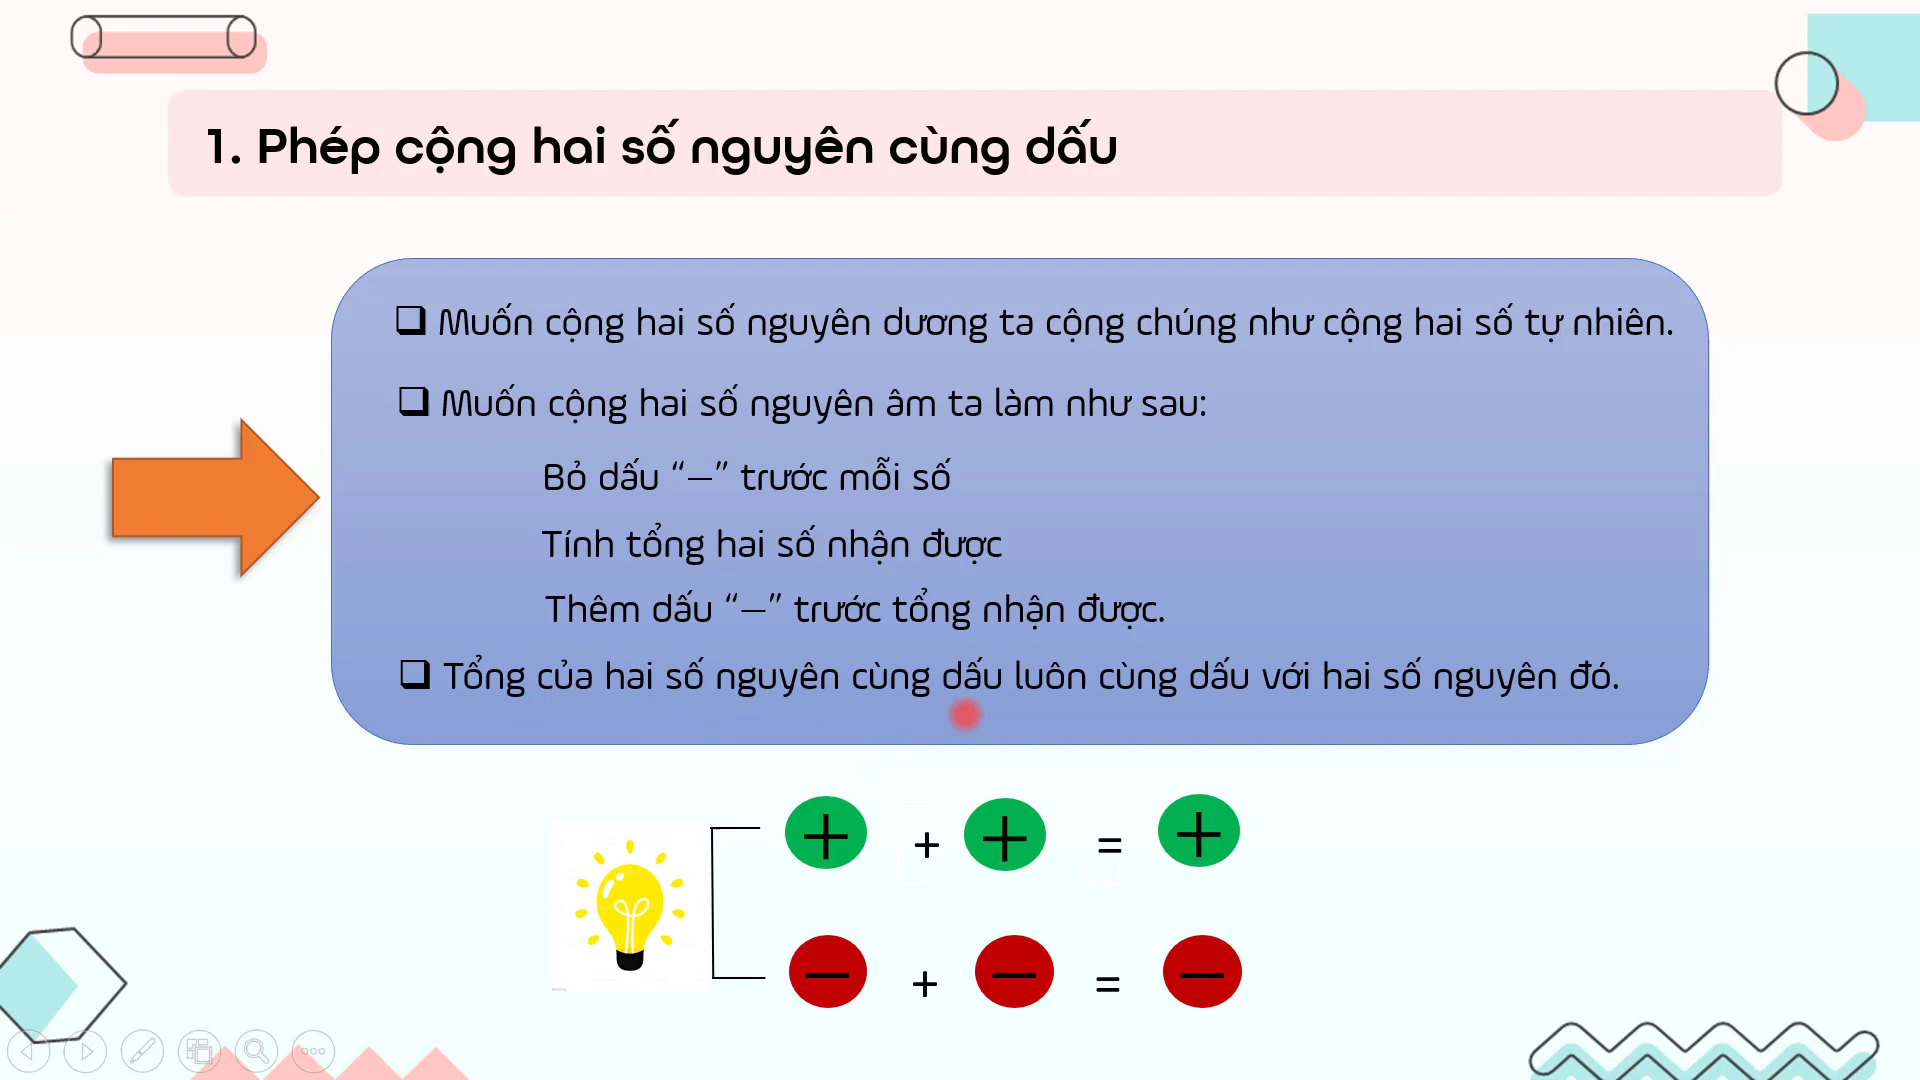 1. Phép cộng hai số nguyên cùng dấu
❑ Muốn cộng hai số nguyên dương ta cộng chúng như cộng hai số tự nhiên.
❑ Muốn cộng hai số nguyên âm ta làm như sau:
Bỏ dấu “—” trước mỗi số
Tính tổng hai số nhận được
Thêm dấu “—” trước tổng nhận được.
❑ Tổng của hai số nguyên cùng dấu luôn cùng dấu với hai số nguyên đó.
+ + + = +
— + — = —